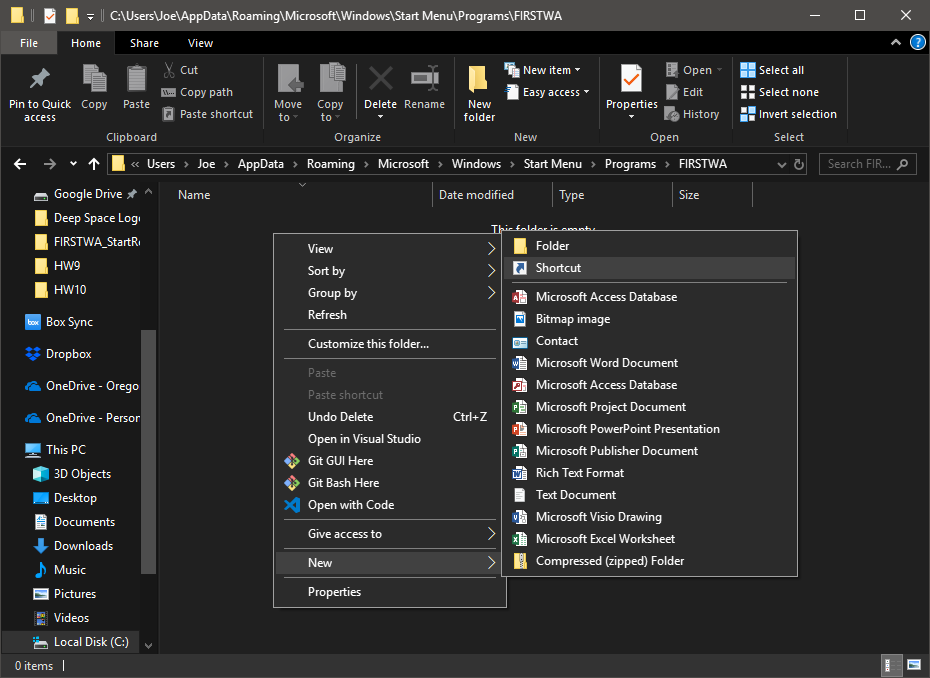 C:\Users\Joe\AppData\Roaming\Microsoft\Windows\Start Menu\Programs\FIRSTWA
File Home Share View
Pin to Quick access
Copy
Paste
Cut
Copy path
Paste shortcut
Clipboard
Move to
Copy to
Delete
Rename
Organize
New folder
New item
Easy access
New
Properties
Open
Edit
History
Open
Select all
Select none
Invert selection
Select
« Users > Joe > AppData > Roaming > Microsoft > Windows > Start Menu > Programs > FIRSTWA
Search FIR...
Google Drive
Deep Space Logo
FIRSTWA_StartRe
HW9
HW10
box Box Sync
Dropbox
OneDrive - Orego
OneDrive - Person
This PC
3D Objects
Desktop
Documents
Downloads
Music
Pictures
Videos
Local Disk (C:)
Name Date modified Type Size
This folder is empty.
View
Sort by
Group by
Refresh
Customize this folder...
Paste
Paste shortcut
Undo Delete Ctrl+Z
Open in Visual Studio
Git GUI Here
Git Bash Here
Open with Code
Give access to
New
Properties
Folder
Shortcut
Microsoft Access Database
Bitmap image
Contact
Microsoft Word Document
Microsoft Access Database
Microsoft Project Document
Microsoft PowerPoint Presentation
Microsoft Publisher Document
Rich Text Format
Text Document
Microsoft Visio Drawing
Microsoft Excel Worksheet
Compressed (zipped) Folder
0 items